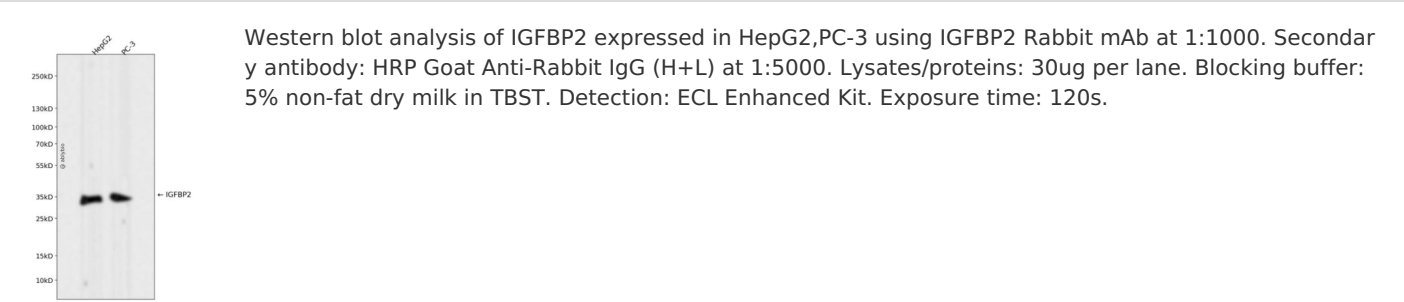 HepG2
PC-3
250kD
130kD
100kD
70kD
55kD
35kD
25kD
15kD
10kD
@ ablybio
← IGFBP2
Western blot analysis of IGFBP2 expressed in HepG2,PC-3 using IGFBP2 Rabbit mAb at 1:1000. Secondar
y antibody: HRP Goat Anti-Rabbit IgG (H+L) at 1:5000. Lysates/proteins: 30ug per lane. Blocking buffer:
5% non-fat dry milk in TBST. Detection: ECL Enhanced Kit. Exposure time: 120s.